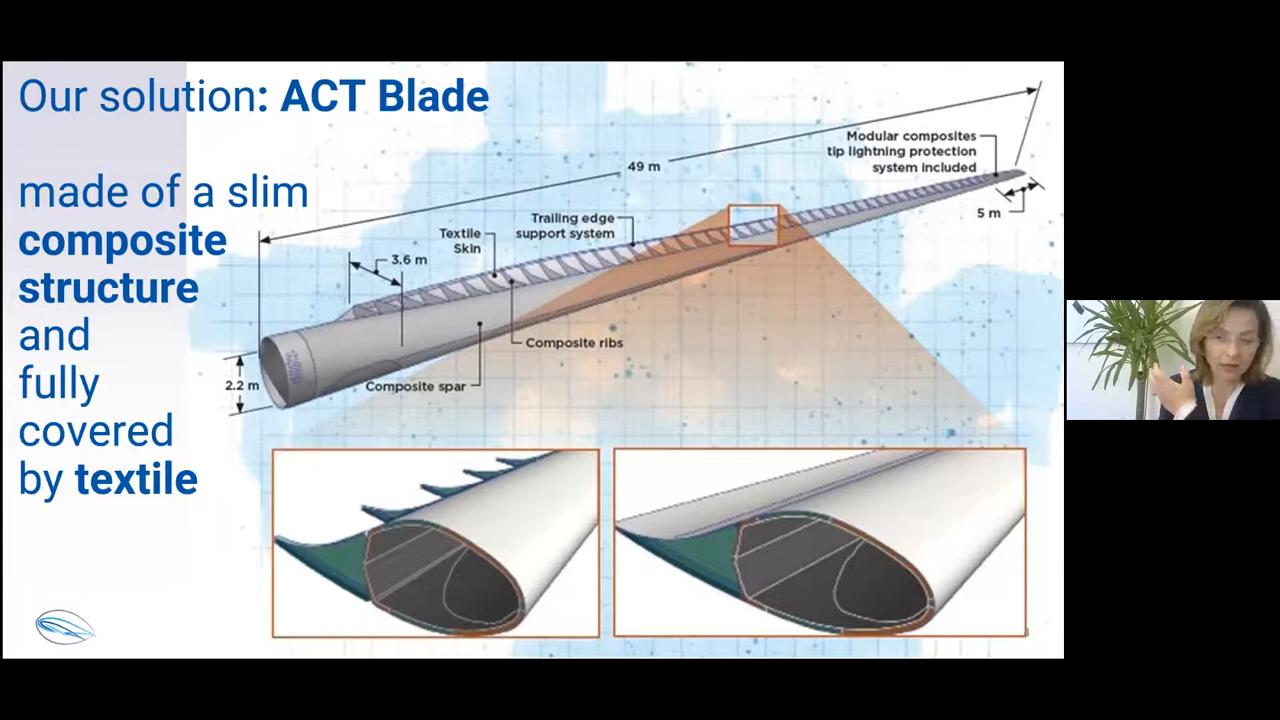 Our solution: ACT Blade
made of a slim
composite
structure
and
fully
covered
by textile
Modular composites
tip lightning protection
system included
49 m
5 m
Trailing edge
support system
Textile
Skin
3.6 m
Composite ribs
2.2 m
Composite spar